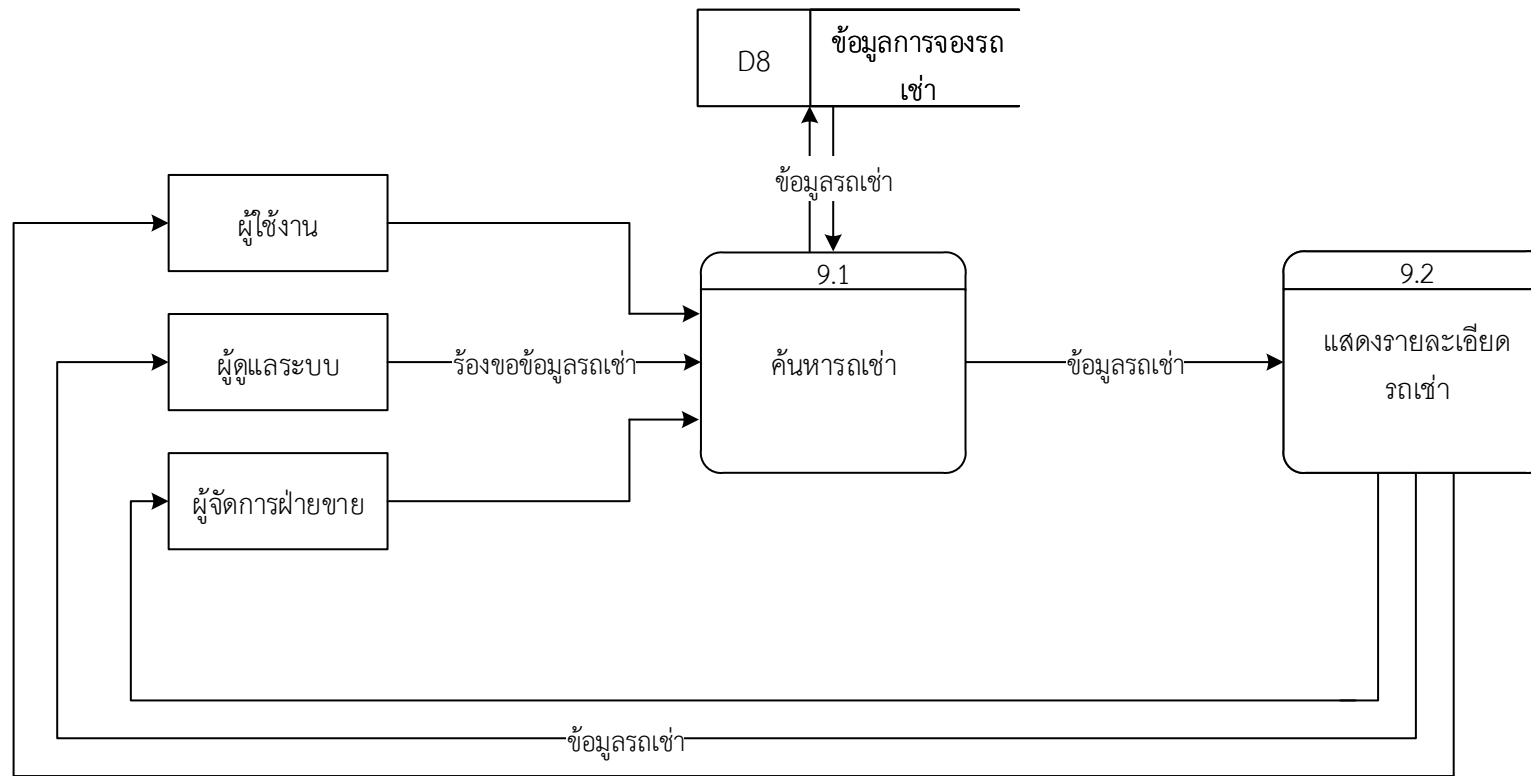 D8
ข้อมูลการจองรถ
เช่า
ข้อมูลรถเช่า
ผู้ใช้งาน
9.1
9.2
ผู้ดูแลระบบ
ร้องขอข้อมูลรถเช่า
ค้นหารถเช่า
ข้อมูลรถเช่า
แสดงรายละเอียด
รถเช่า
ผู้จัดการฝ่ายขาย
ข้อมูลรถเช่า